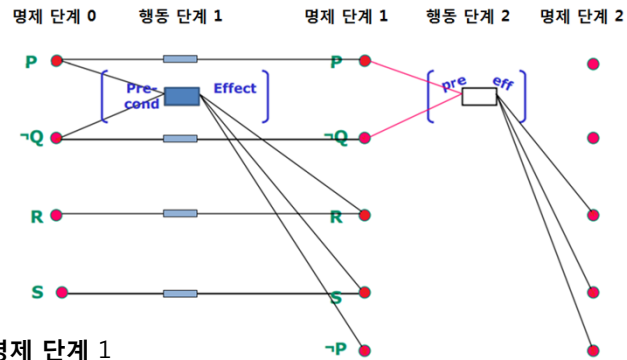 명제 단계 0 행동 단계 1 명제 단계 1 행동 단계 2 명제 단계 2
P P
Pre-
cond Effect pre eff
¬Q ¬Q
R R
S S
¬P
명제 단계 1